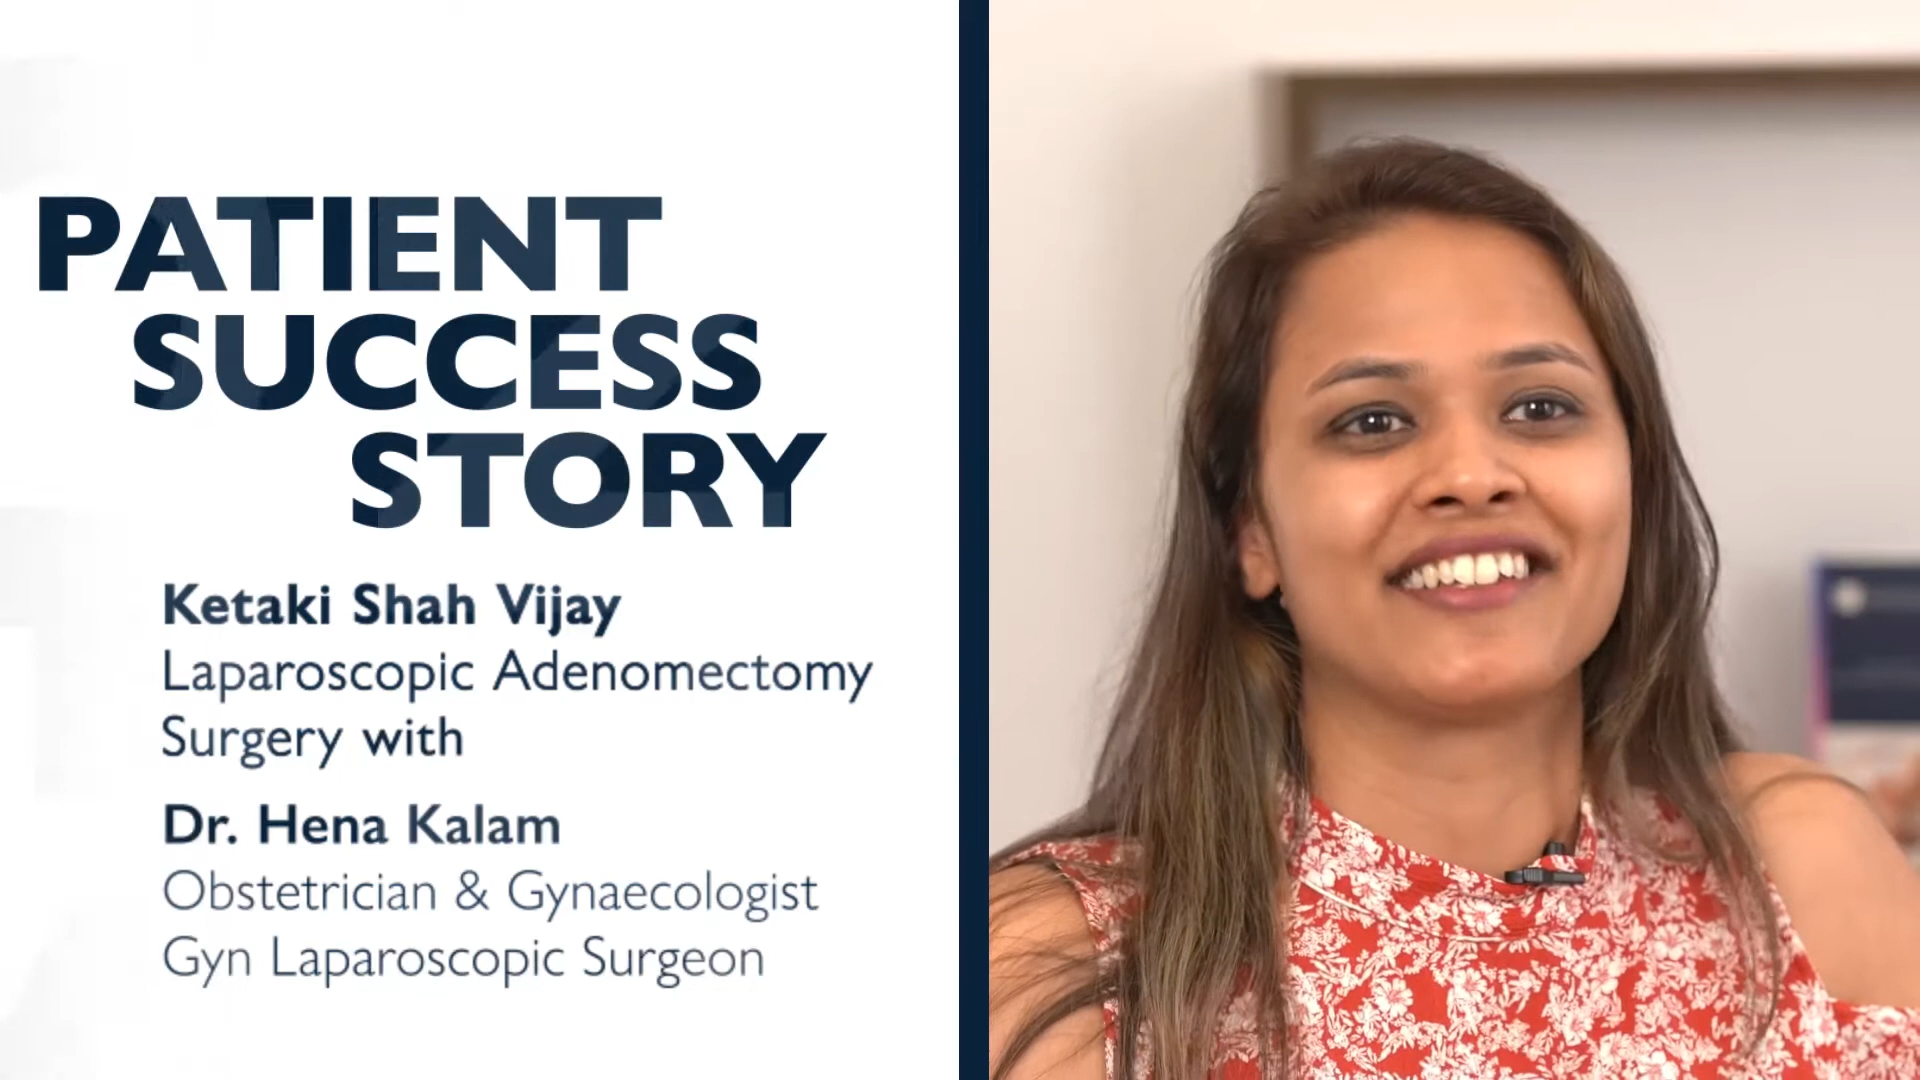 PATIENT
SUCCESS
STORY
Ketaki Shah Vijay
Laparoscopic Adenomectomy
Surgery with
Dr. Hena Kalam
Obstetrician & Gynaecologist
Gyn Laparoscopic Surgeon